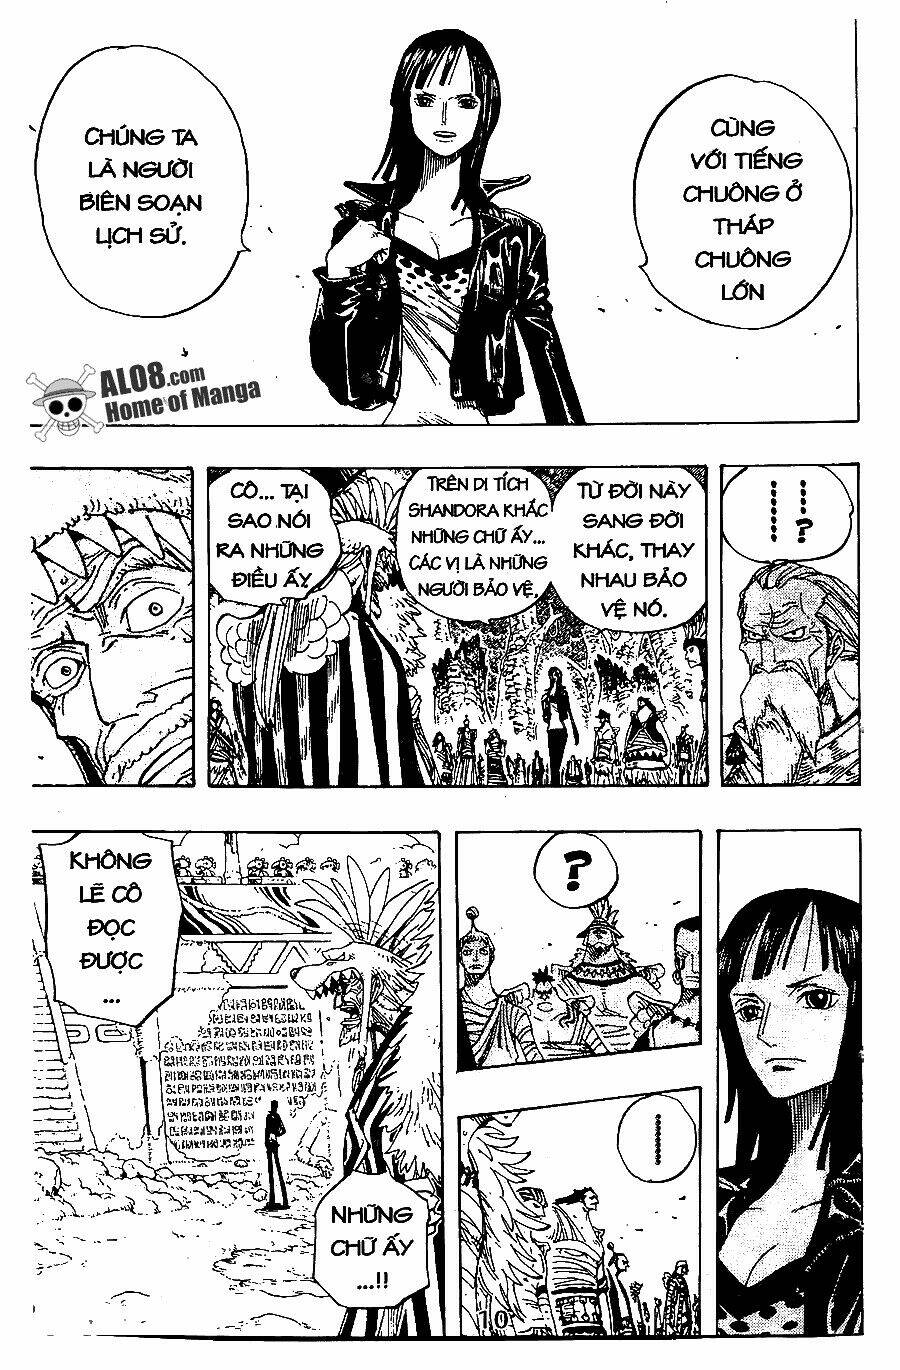 CÙNG
VỚI TIẾNG
CHUÔNG Ở
THÁP
CHUÔNG
LỚN
CHÚNG TA
LÀ NGƯỜI
BIÊN SOẠN
LỊCH SỬ.
AL08.com
Home of Manga
!.....?
TỪ ĐỜI NÀY
SANG ĐỜI
KHÁC, THAY
NHAU BẢO
VỆ NÓ.
TRÊN DI TÍCH
SHANDORA KHẮC
NHỮNG CHỮ ẤY...
CÁC VỊ LÀ NHỮNG
NGƯỜI BẢO VỆ.
CÔ... TẠI
SAO NÓI
RA NHỮNG
ĐIỀU ẤY
?
KHÔNG
LẼ CÔ
ĐỌC
ĐƯỢC
...
NHỮNG
CHỮ ẤY
...!!
10